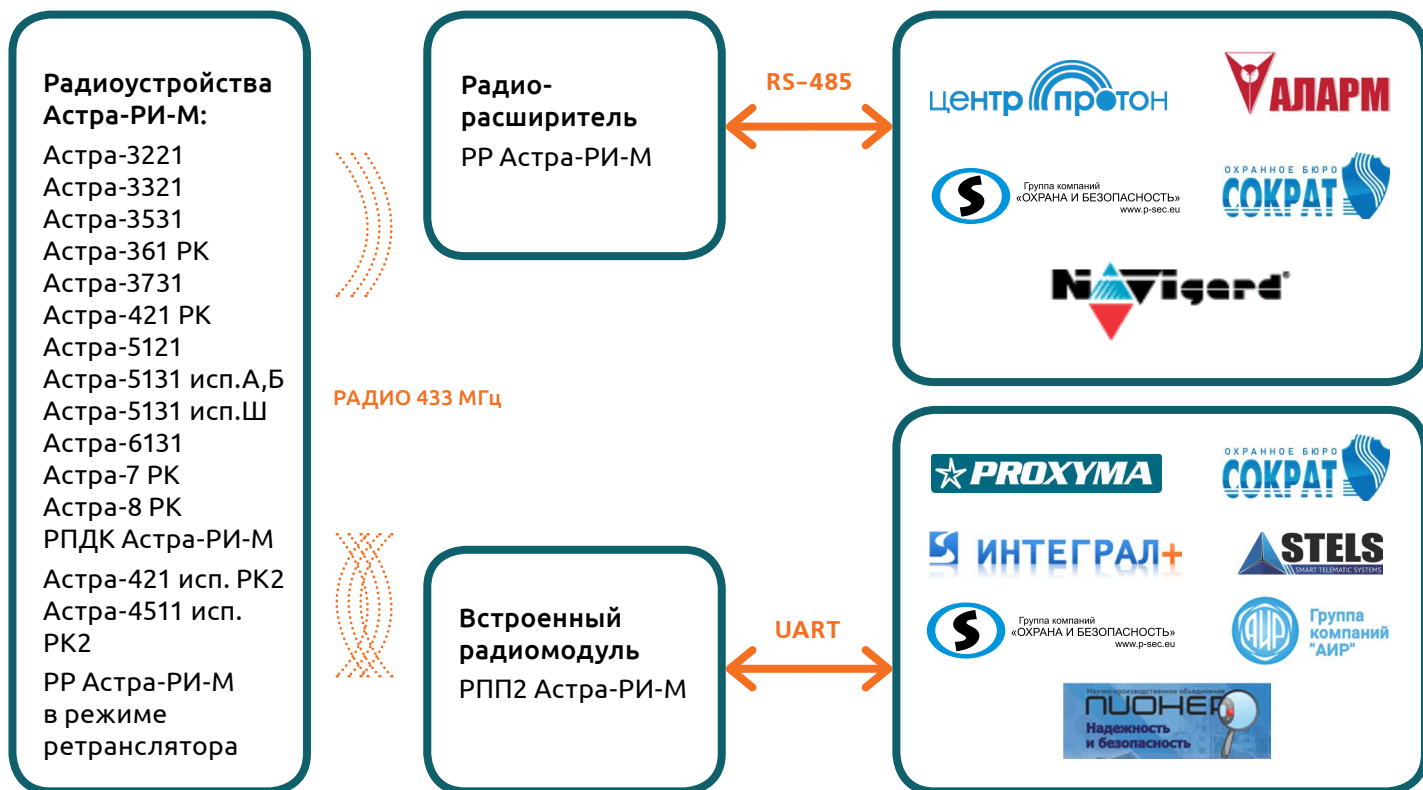 Радиоустройства
Астра-РИ-М:
Астра-3221
Астра-3321
Астра-3531
Астра-361 РК
Астра-3731
Астра-421 РК
Астра-5121
Астра-5131 исп.А,Б
Астра-5131 исп.Ш
Астра-6131
Астра-7 РК
Астра-8 РК
РПДК Астра-РИ-М
Астра-421 исп. РК2
Астра-4511 исп.
РК2
РР Астра-РИ-М
в режиме
ретранслятора
РАДИО 433 МГц
Радио-
расширитель
РР Астра-РИ-М
RS-485
центр протон
АЛАРМ
S
Группа компаний
«ОХРАНА И БЕЗОПАСНОСТЬ»
www.p-sec.eu
ОХРАННОЕ БЮРО
СОКРАТ
Navigard®
Встроенный
радиомодуль
РПП2 Астра-РИ-М
UART
PROXYMA
ОХРАННОЕ БЮРО
СОКРАТ
ИНТЕГРАЛ+
STELS
SMART TELEMATIC SYSTEMS
S
Группа компаний
«ОХРАНА И БЕЗОПАСНОСТЬ»
www.p-sec.eu
АИР
Группа
компаний
"АИР"
Научно-производственное объединение
ПИОНЕР
Надежность
и безопасность